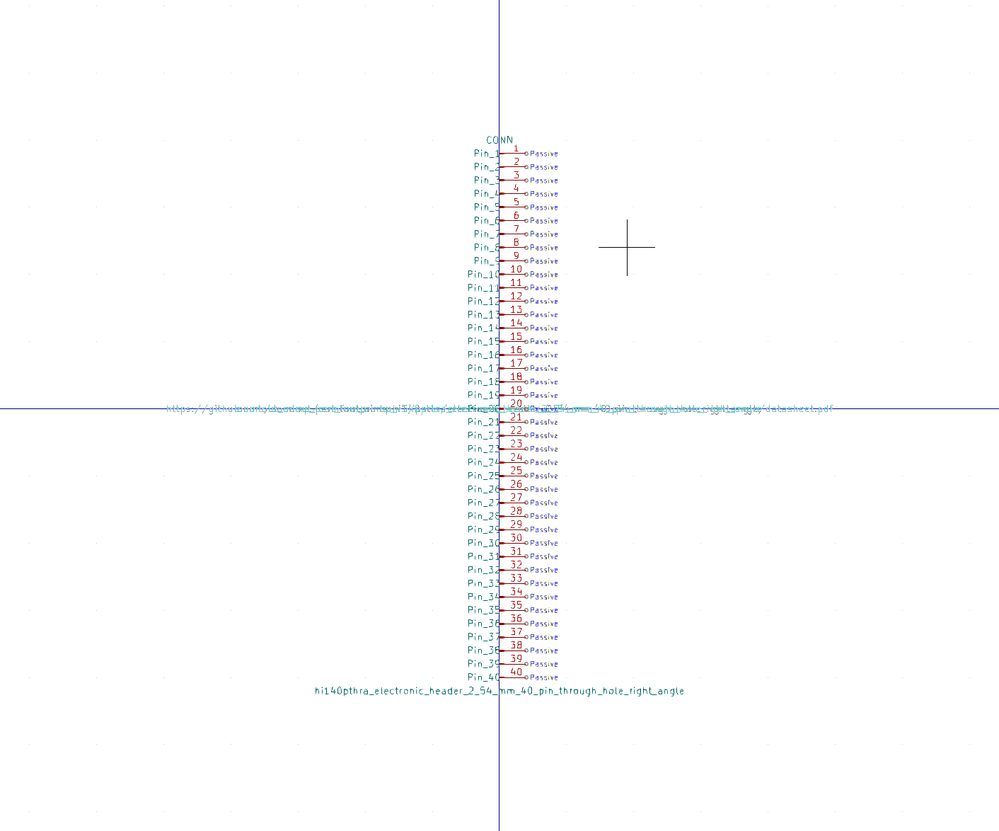 CONN
Pin_1 1 Passive
Pin_2 2 Passive
Pin_3 3 Passive
Pin_4 4 Passive
Pin_5 5 Passive
Pin_6 6 Passive
Pin_7 7 Passive
Pin_8 8 Passive
Pin_9 9 Passive
Pin_10 10 Passive
Pin_11 11 Passive
Pin_12 12 Passive
Pin_13 13 Passive
Pin_14 14 Passive
Pin_15 15 Passive
Pin_16 16 Passive
Pin_17 17 Passive
Pin_18 18 Passive
Pin_19 19 Passive
20 Passive
Pin_21 21 Passive
Pin_22 22 Passive
Pin_23 23 Passive
Pin_24 24 Passive
Pin_25 25 Passive
Pin_26 26 Passive
Pin_27 27 Passive
Pin_28 28 Passive
Pin_29 29 Passive
Pin_30 30 Passive
Pin_31 31 Passive
Pin_32 32 Passive
Pin_33 33 Passive
Pin_34 34 Passive
Pin_35 35 Passive
Pin_36 36 Passive
Pin_37 37 Passive
Pin_38 38 Passive
Pin_39 39 Passive
Pin_40 40 Passive
hi140pthra_electronic_header_2_54_mm_40_pin_through_hole_right_angle